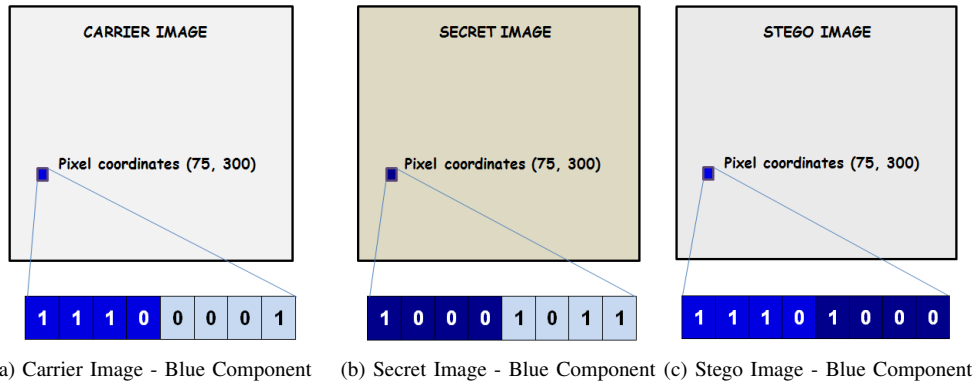 CARRIER IMAGE
Pixel coordinates (75, 300)
1 1 1 0 0 0 0 1
a) Carrier Image - Blue Component
SECRET IMAGE
Pixel coordinates (75, 300)
1 0 0 0 1 0 1 1
(b) Secret Image - Blue Component
STEGO IMAGE
Pixel coordinates (75, 300)
1 1 1 0 1 0 0 0
(c) Stego Image - Blue Component